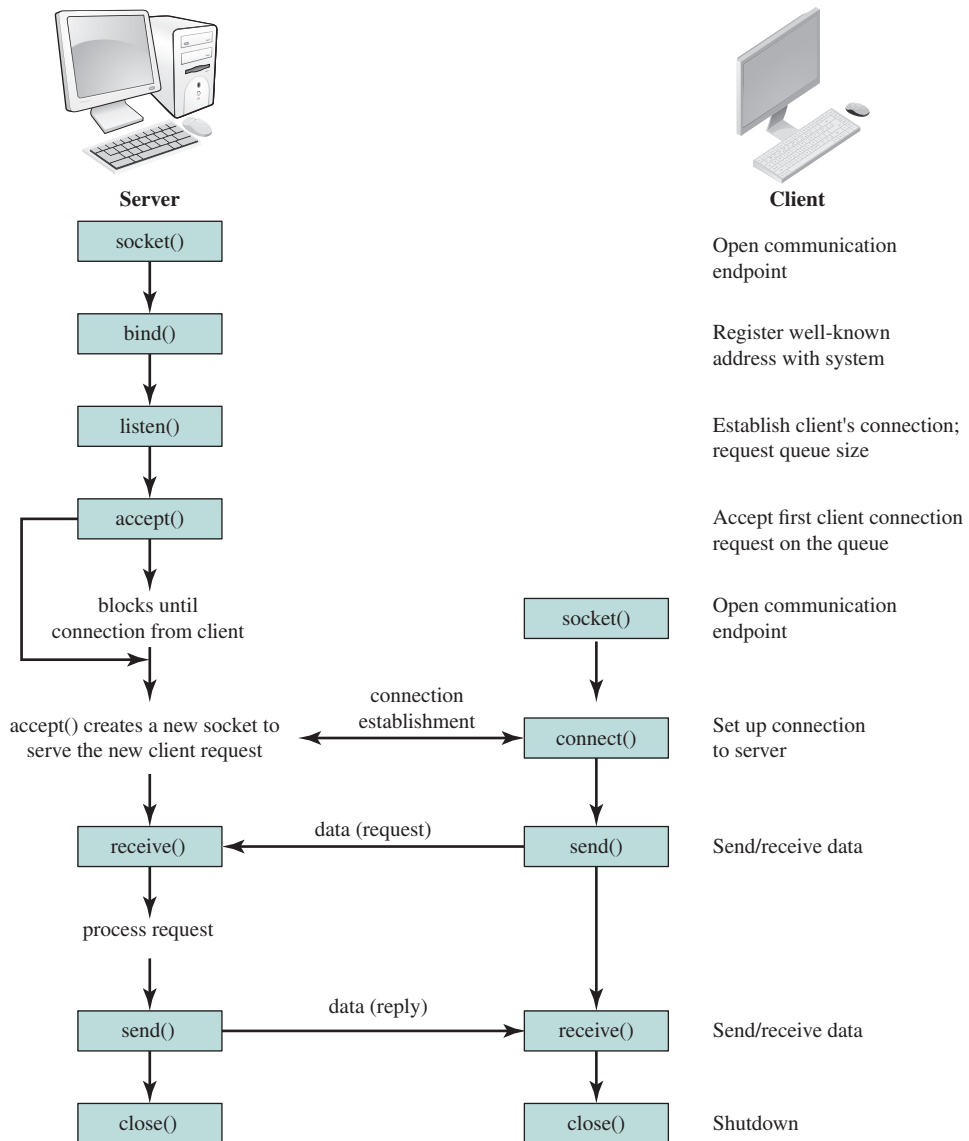 Server
Client
socket()
Open communication
endpoint
bind()
Register well-known
address with system
listen()
Establish client's connection;
request queue size
accept()
Accept first client connection
request on the queue
blocks until
connection from client
socket()
Open communication
endpoint
accept() creates a new socket to
serve the new client request
connection
establishment
connect()
Set up connection
to server
receive()
data (request)
send()
Send/receive data
process request
send()
data (reply)
receive()
Send/receive data
close()
close()
Shutdown